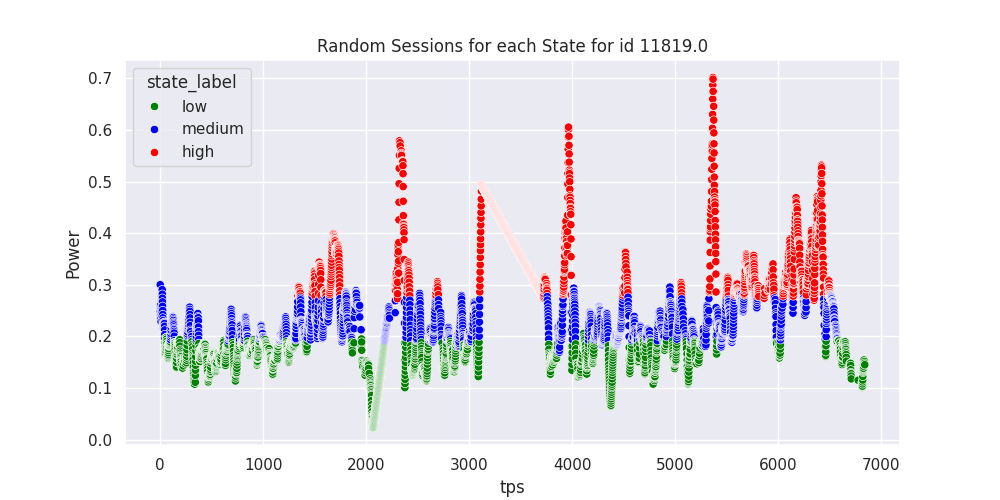 Random Sessions for each State for id 11819.0
state_label
low
medium
high
Power
0.7
0.6
0.5
0.4
0.3
0.2
0.1
0.0
0 1000 2000 3000 4000 5000 6000 7000
tps